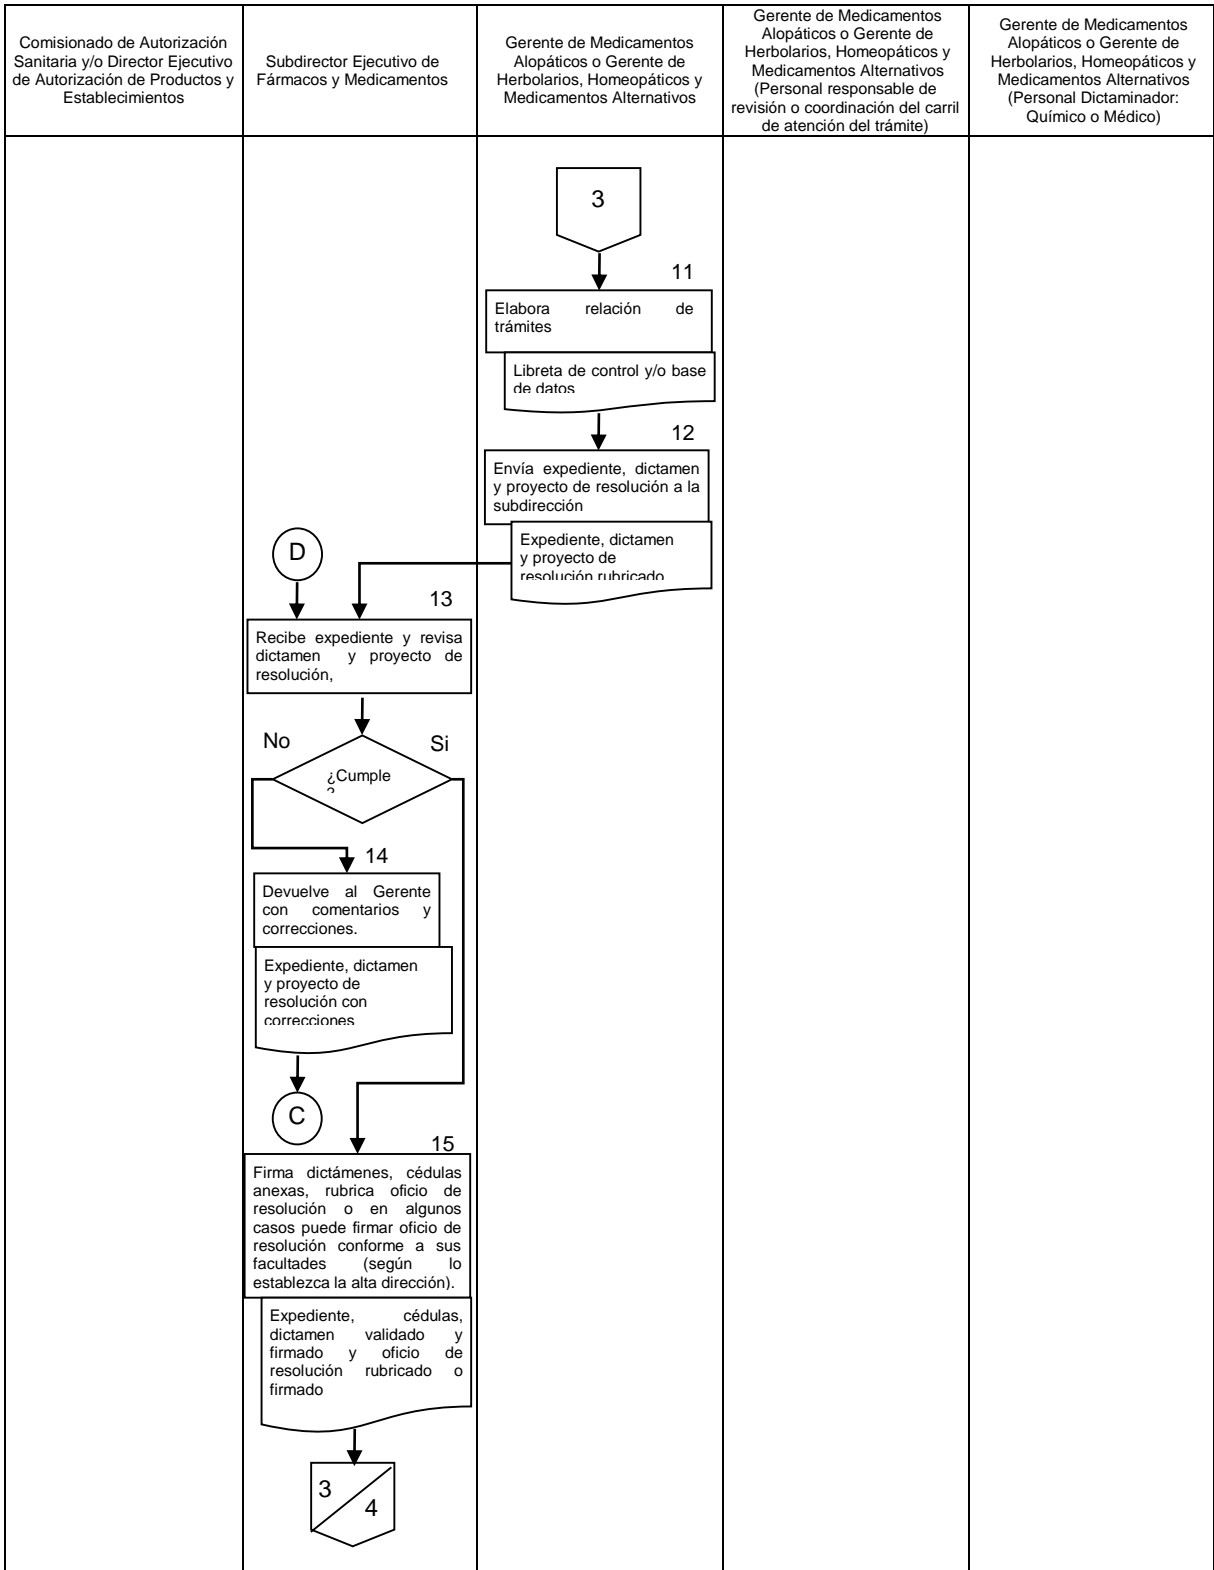 Comisionado de Autorización
Sanitaria y/o Director Ejecutivo
de Autorización de Productos y
Establecimientos
Subdirector Ejecutivo de
Fármacos y Medicamentos
Gerente de Medicamentos
Alopáticos o Gerente de
Herbolarios, Homeopáticos y
Medicamentos Alternativos
Gerente de Medicamentos
Alopáticos o Gerente de
Herbolarios, Homeopáticos y
Medicamentos Alternativos
(Personal responsable de
revisión o coordinación del carril
de atención del trámite)
Gerente de Medicamentos
Alopáticos o Gerente de
Herbolarios, Homeopáticos y
Medicamentos Alternativos
(Personal Dictaminador:
Químico o Médico)
3
11
Elabora relación de
trámites
Libreta de control y/o base
de datos
12
Envía expediente, dictamen
y proyecto de resolución a la
subdirección
Expediente, dictamen
y proyecto de
resolución rubricado
D
13
Recibe expediente y revisa
dictamen y proyecto de
resolución,
No
Si
¿Cumple
?
14
Devuelve al Gerente
con comentarios y
correcciones.
Expediente, dictamen
y proyecto de
resolución con
correcciones
C
15
Firma dictámenes, cédulas
anexas, rubrica oficio de
resolución o en algunos
casos puede firmar oficio de
resolución conforme a sus
facultades (según lo
establezca la alta dirección).
Expediente, cédulas,
dictamen validado y
firmado y oficio de
resolución rubricado o
firmado
3
4